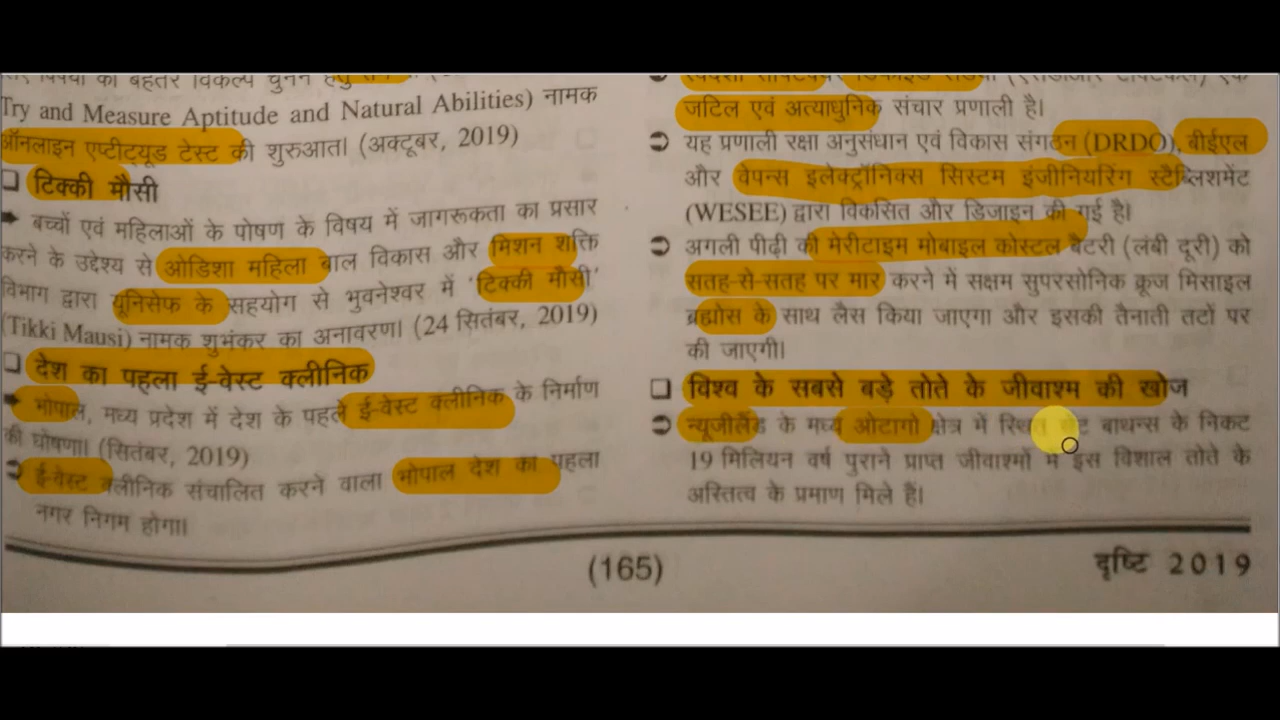 का बहतर विकल्प चुनने हेतु
Try and Measure Aptitude and Natural Abilities) नामक
ऑनलाइन एप्टीट्यूड टेस्ट की शुरुआत। (अक्टूबर, 2019)
टिक्की मौसी
बच्चों एवं महिलाओं के पोषण के विषय में जागरूकता का प्रसार
करने के उद्देश्य से ओडिशा महिला बाल विकास और मिशन शक्ति
विभाग द्वारा यूनिसेफ के सहयोग से भुवनेश्वर में 'टिक्की मौसी'
(Tikki Mausi) नामक शुभंकर का अनावरण। (24 सितंबर, 2019)
देश का पहला ई-वेस्ट क्लीनिक
भोपाल, मध्य प्रदेश में देश के पहले ई-वेस्ट क्लीनिक के निर्माण
की घोषणा। (सितंबर, 2019)
ई-वेस्ट क्लीनिक संचालित करने वाला भोपाल देश का पहला
नगर निगम होगा।
जटिल एवं अत्याधुनिक संचार प्रणाली है।
यह प्रणाली रक्षा अनुसंधान एवं विकास संगठन (DRDO), बीईएल
और वेपन्स इलेक्ट्रॉनिक्स सिस्टम इंजीनियरिंग स्टैब्लिशमेंट
(WESEE) द्वारा विकसित और डिजाइन की गई है।
अगली पीढ़ी की मेरीटाइम मोबाइल कोस्टल बैटरी (लंबी दूरी) को
सतह-से-सतह पर मार करने में सक्षम सुपरसोनिक क्रूज मिसाइल
ब्रह्मोस के साथ लैस किया जाएगा और इसकी तैनाती तटों पर
की जाएगी।
विश्व के सबसे बड़े तोते के जीवाश्म की खोज
न्यूजीलैंड के मध्य ओटागो क्षेत्र में स्थित बाथन्स के निकट
19 मिलियन वर्ष पुराने प्राप्त जीवाश्मों में इस विशाल तोते के
अस्तित्व के प्रमाण मिले हैं।
(165)
दृष्टि 2019